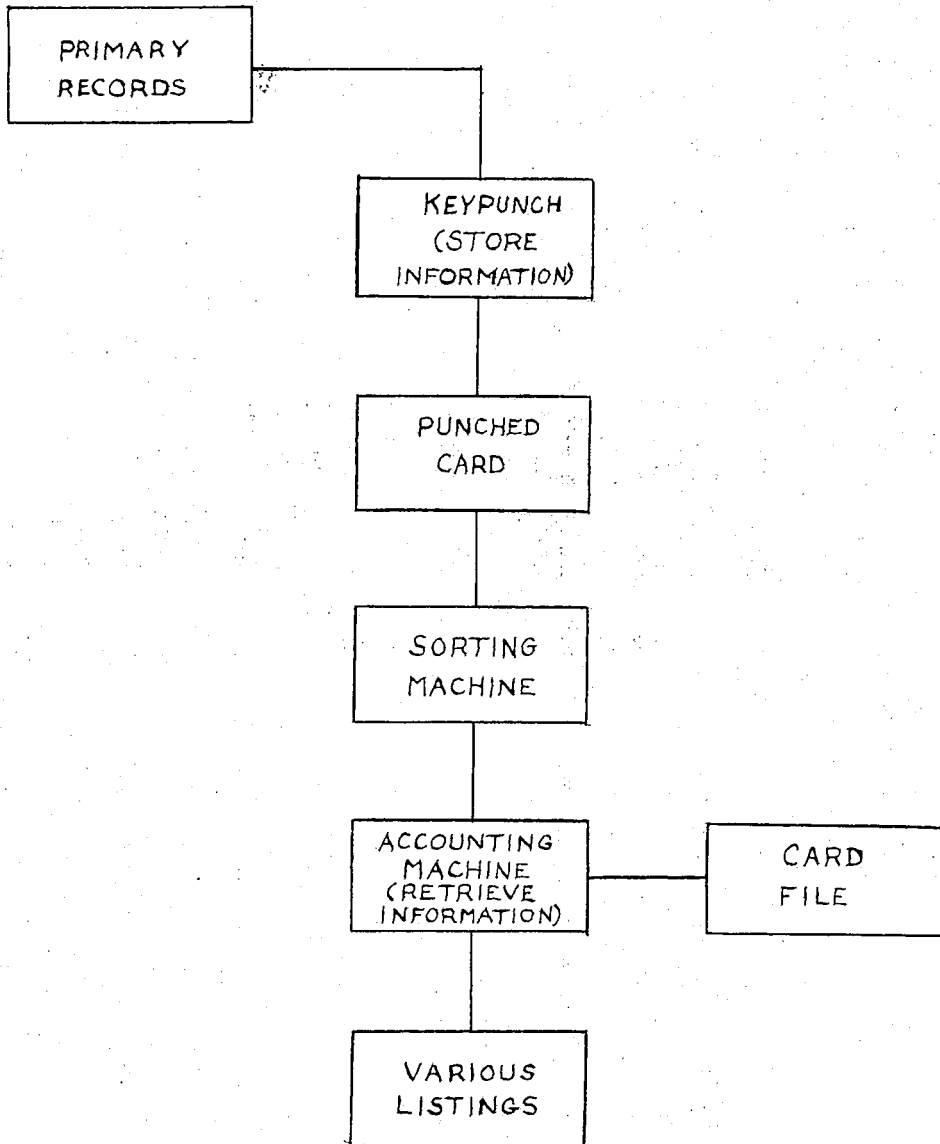 PRIMARY
RECORDS
KEYPUNCH
(STORE
INFORMATION)
PUNCHED
CARD
SORTING
MACHINE
ACCOUNTING
MACHINE
(RETRIEVE
INFORMATION)
CARD
FILE
VARIOUS
LISTINGS